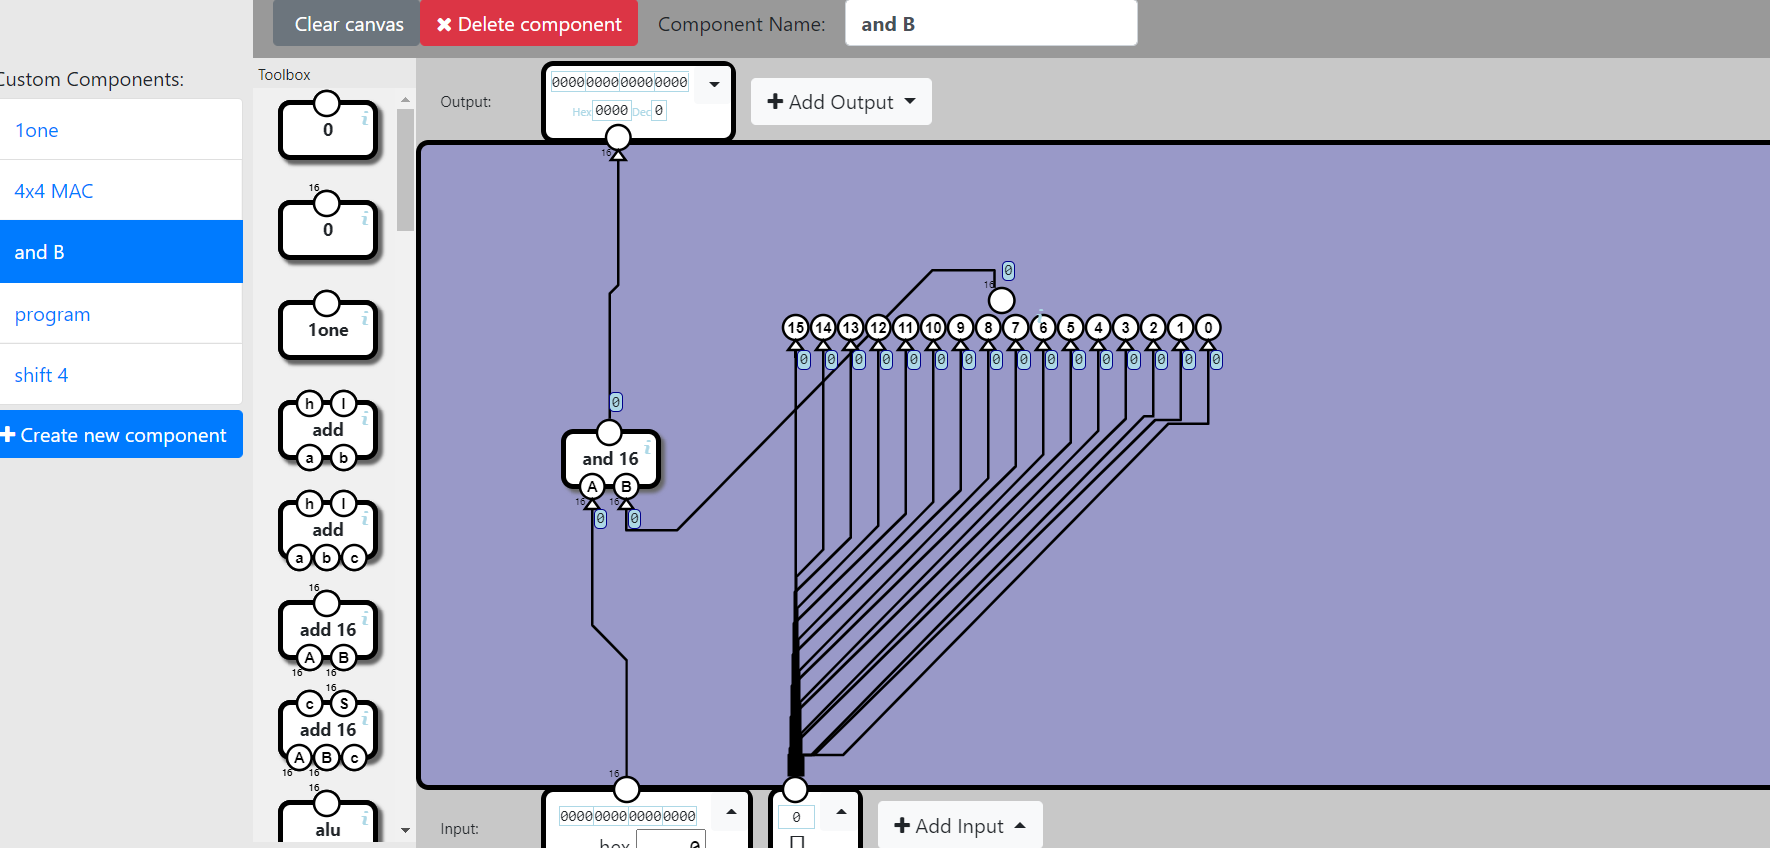 Clear canvas
✖ Delete component
Component Name:
and B
Custom Components:
1one
4x4 MAC
and B
program
shift 4
+ Create new component
Toolbox
0
i
16
0
i
1one
i
h l
add
i
a b
h l
add
i
a b c
16
add 16
i
A B
16 16
16
c S
add 16
i
A B c
16 16
16
alu
i
Output:
0000000000000000
Hex 0000 Dec 0
+ Add Output
16
0
16
i
15 14 13 12 11 10 9 8 7 6 5 4 3 2 1 0
0 0 0 0 0 0 0 0 0 0 0 0 0 0 0 0
0
and 16
i
A B
16 16
0 0
16
Input:
0000000000000000
hex 0
0
+ Add Input